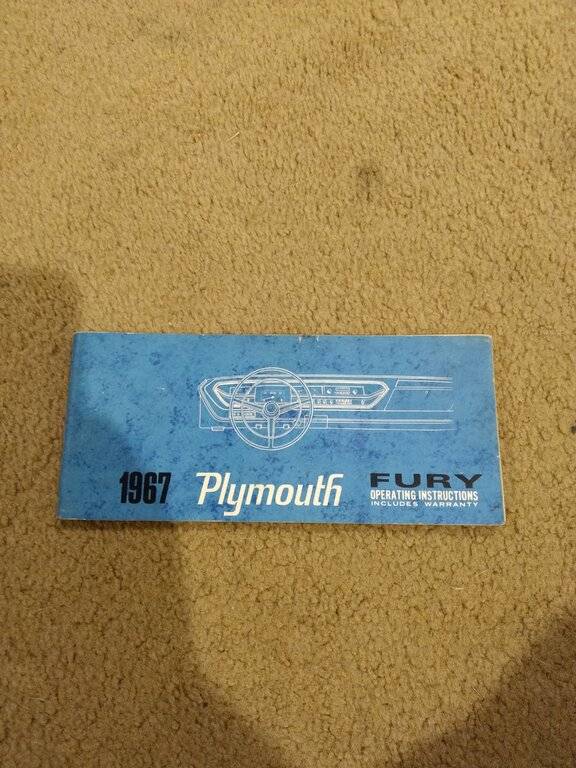 1967 Plymouth
FURY
OPERATING INSTRUCTIONS
INCLUDES WARRANTY